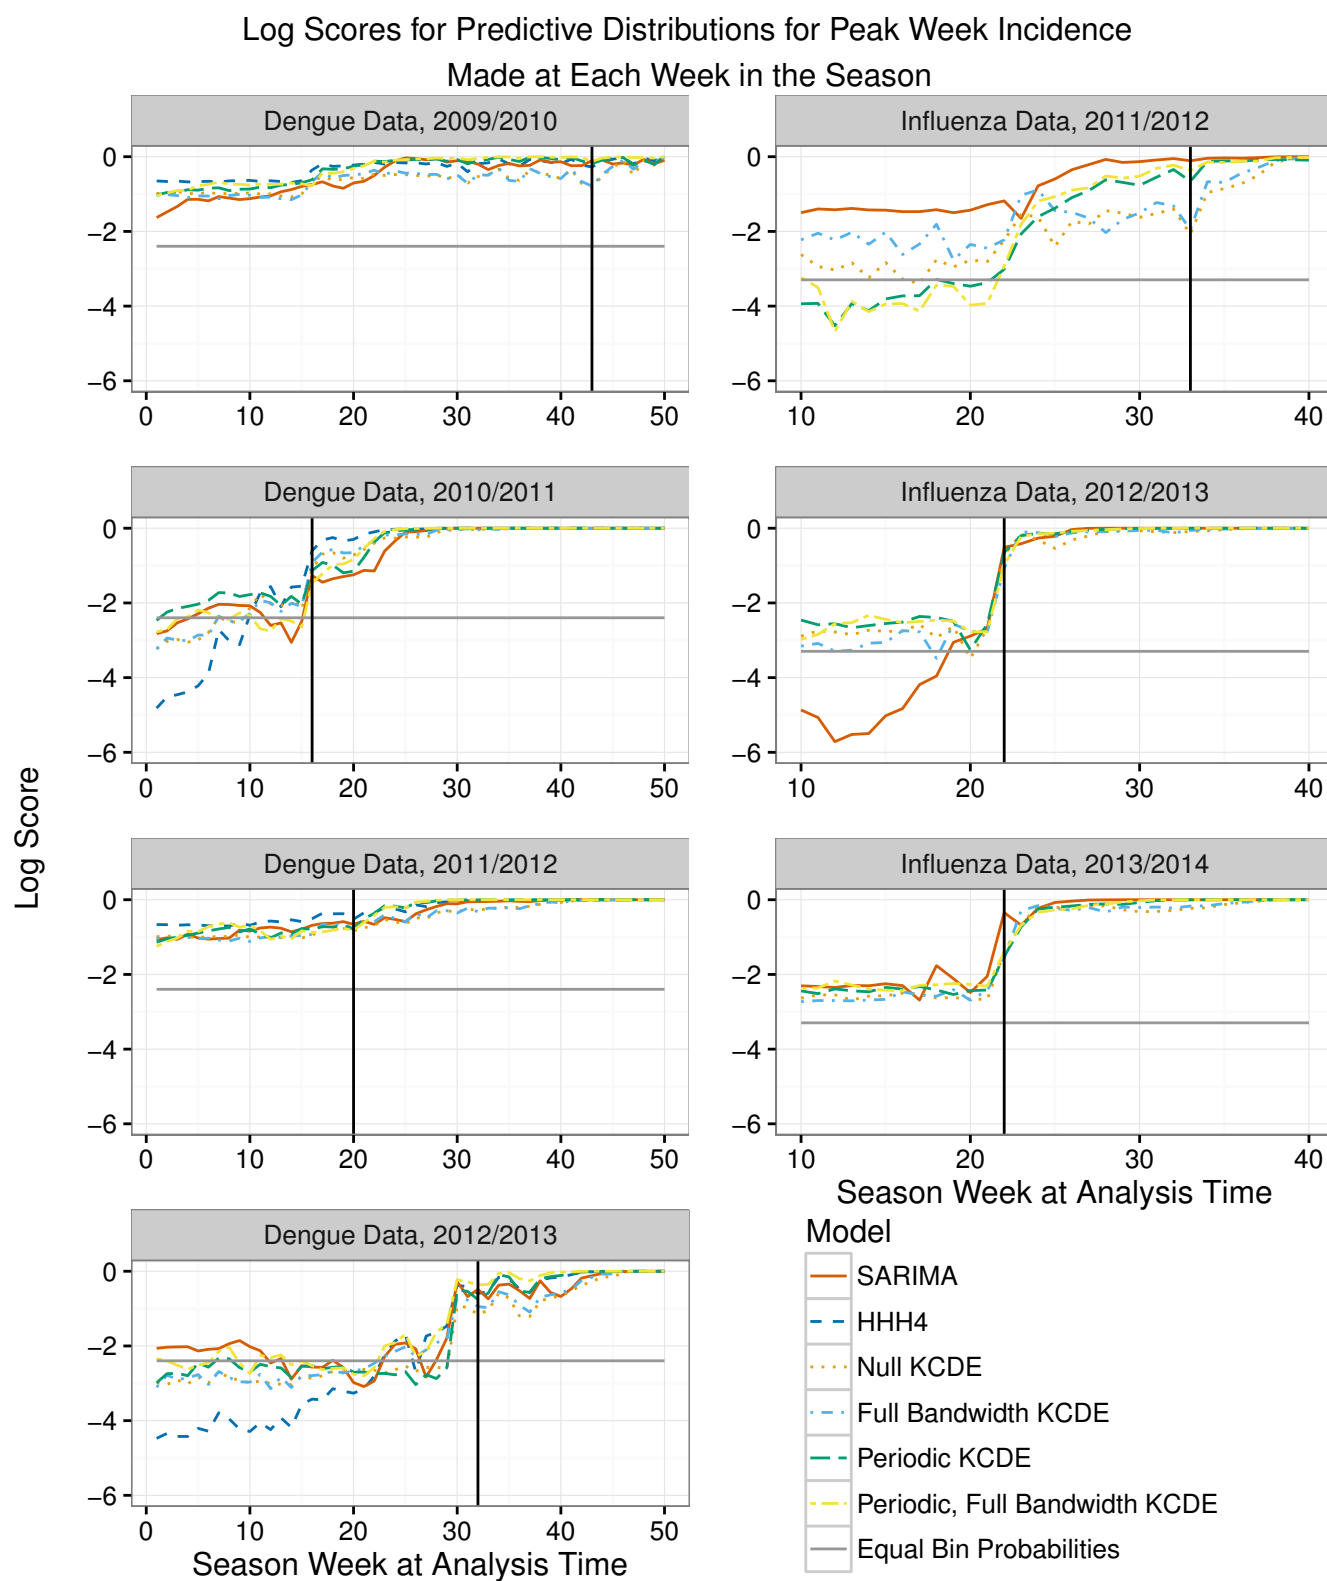 Log Scores for Predictive Distributions for Peak Week Incidence
Made at Each Week in the Season
Dengue Data, 2009/2010
0
−2
−4
−6
0 10 20 30 40 50
Influenza Data, 2011/2012
0
−2
−4
−6
10 20 30 40
Dengue Data, 2010/2011
0
−2
−4
−6
0 10 20 30 40 50
Influenza Data, 2012/2013
0
−2
−4
−6
10 20 30 40
Log Score
Dengue Data, 2011/2012
0
−2
−4
−6
0 10 20 30 40 50
Influenza Data, 2013/2014
0
−2
−4
−6
10 20 30 40
Season Week at Analysis Time
Dengue Data, 2012/2013
0
−2
−4
−6
0 10 20 30 40 50
Season Week at Analysis Time
Model
SARIMA
HHH4
Null KCDE
Full Bandwidth KCDE
Periodic KCDE
Periodic, Full Bandwidth KCDE
Equal Bin Probabilities